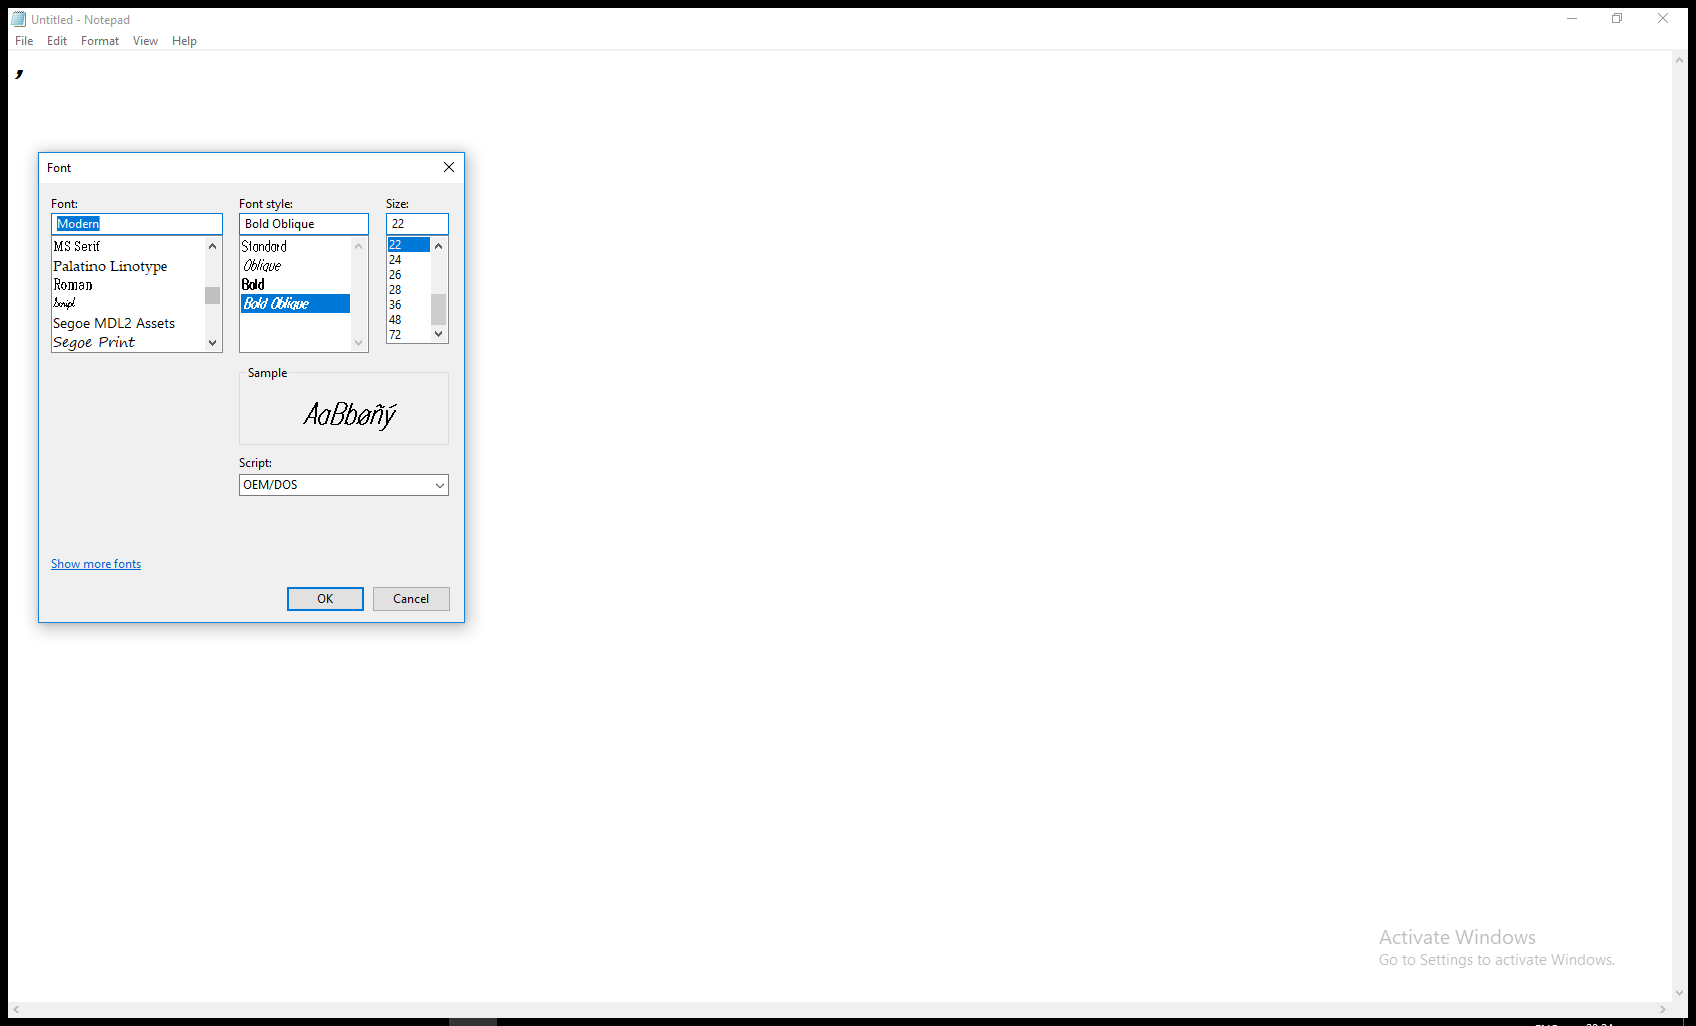 Untitled - Notepad
File Edit Format View Help
,
Font
Font: Font style: Size:
Modern Bold Oblique 22
MS Serif
Palatino Linotype
Roman
Script
Segoe MDL2 Assets
Segoe Print
Standard
Oblique
Bold
Bold Oblique
22
24
26
28
36
48
72
Sample
AaBbøñý
Script:
OEM/DOS
Show more fonts
OK Cancel
Activate Windows
Go to Settings to activate Windows.